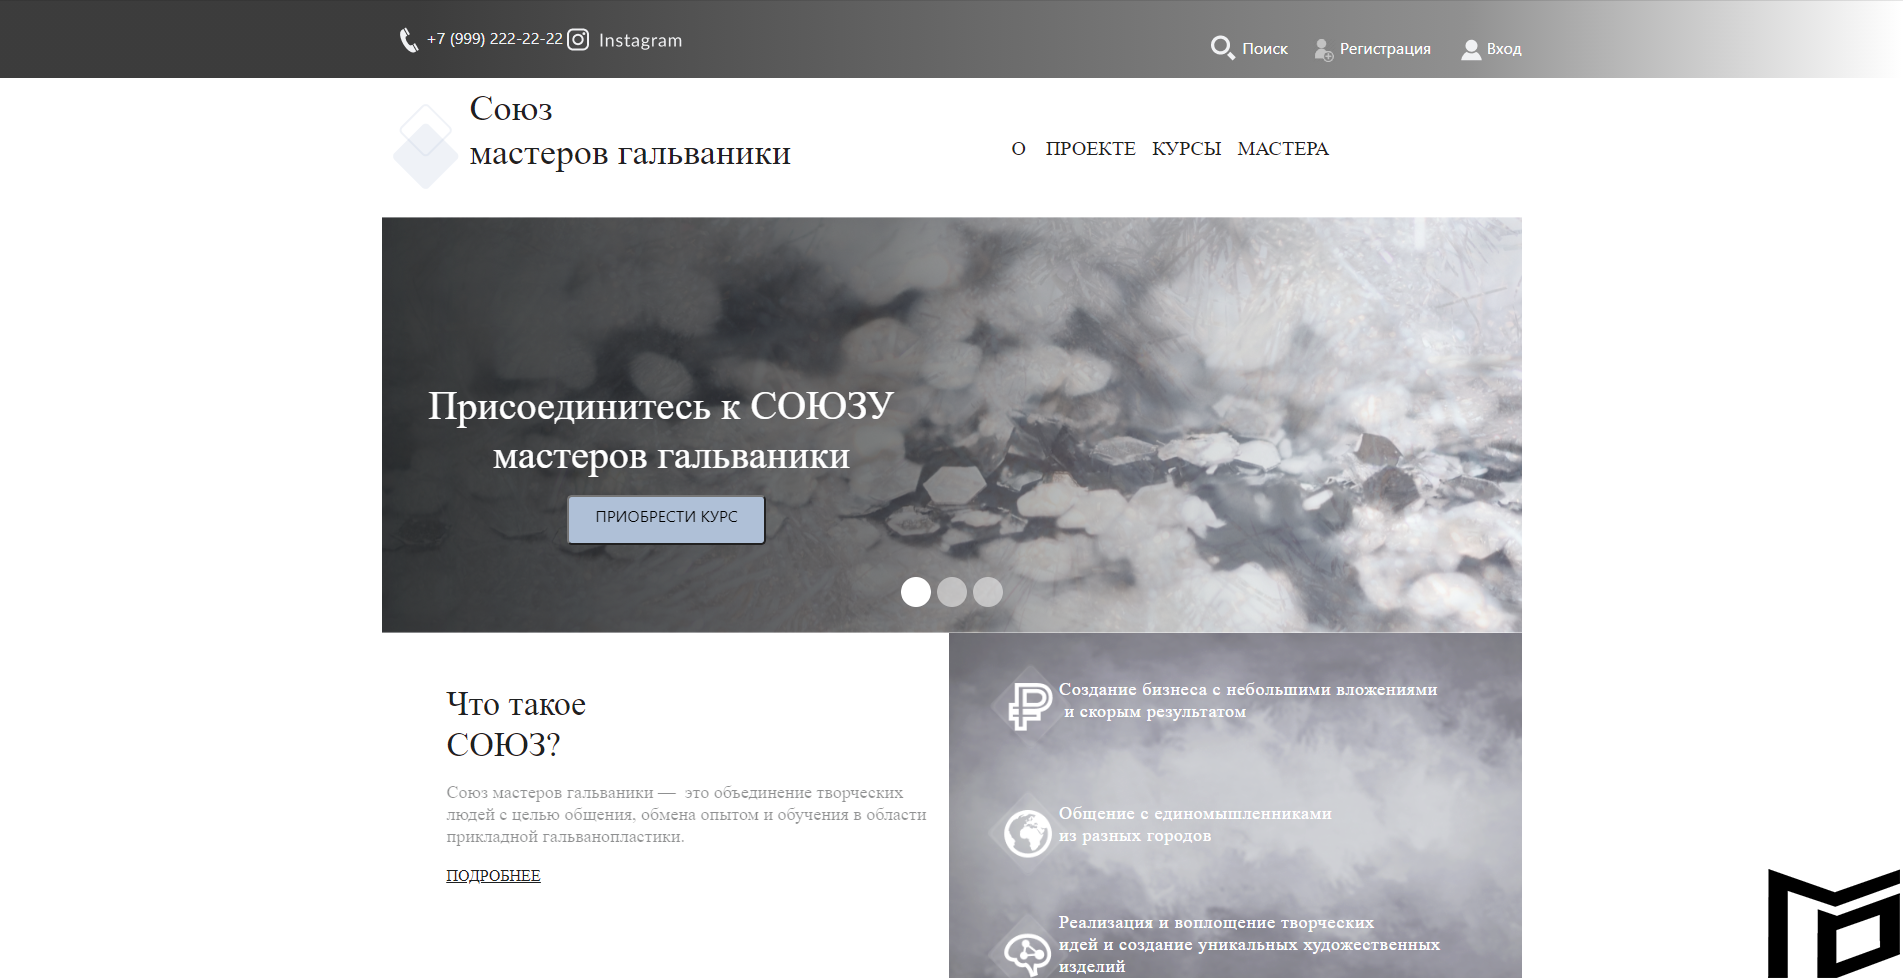 +7 (999) 222-22-22 Instagram
Поиск Регистрация Вход
Союз
мастеров гальваники
О ПРОЕКТЕ КУРСЫ МАСТЕРА
Присоединитесь к СОЮЗУ
мастеров гальваники
ПРИОБРЕСТИ КУРС
Что такое
СОЮЗ?
Союз мастеров гальваники — это объединение творческих
людей с целью общения, обмена опытом и обучения в области
прикладной гальванопластики.
ПОДРОБНЕЕ
Создание бизнеса с небольшими вложениями
и скорым результатом
Общение с единомышленниками
из разных городов
Реализация и воплощение творческих
идей и создание уникальных художественных
изделий